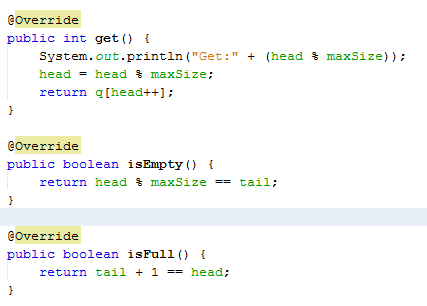 @Override
public int get() {
    System.out.println("Get:" + (head % maxSize));
    head = head % maxSize;
    return q[head++];
}

@Override
public boolean isEmpty() {
    return head % maxSize == tail;
}

@Override
public boolean isFull() {
    return tail + 1 == head;
}